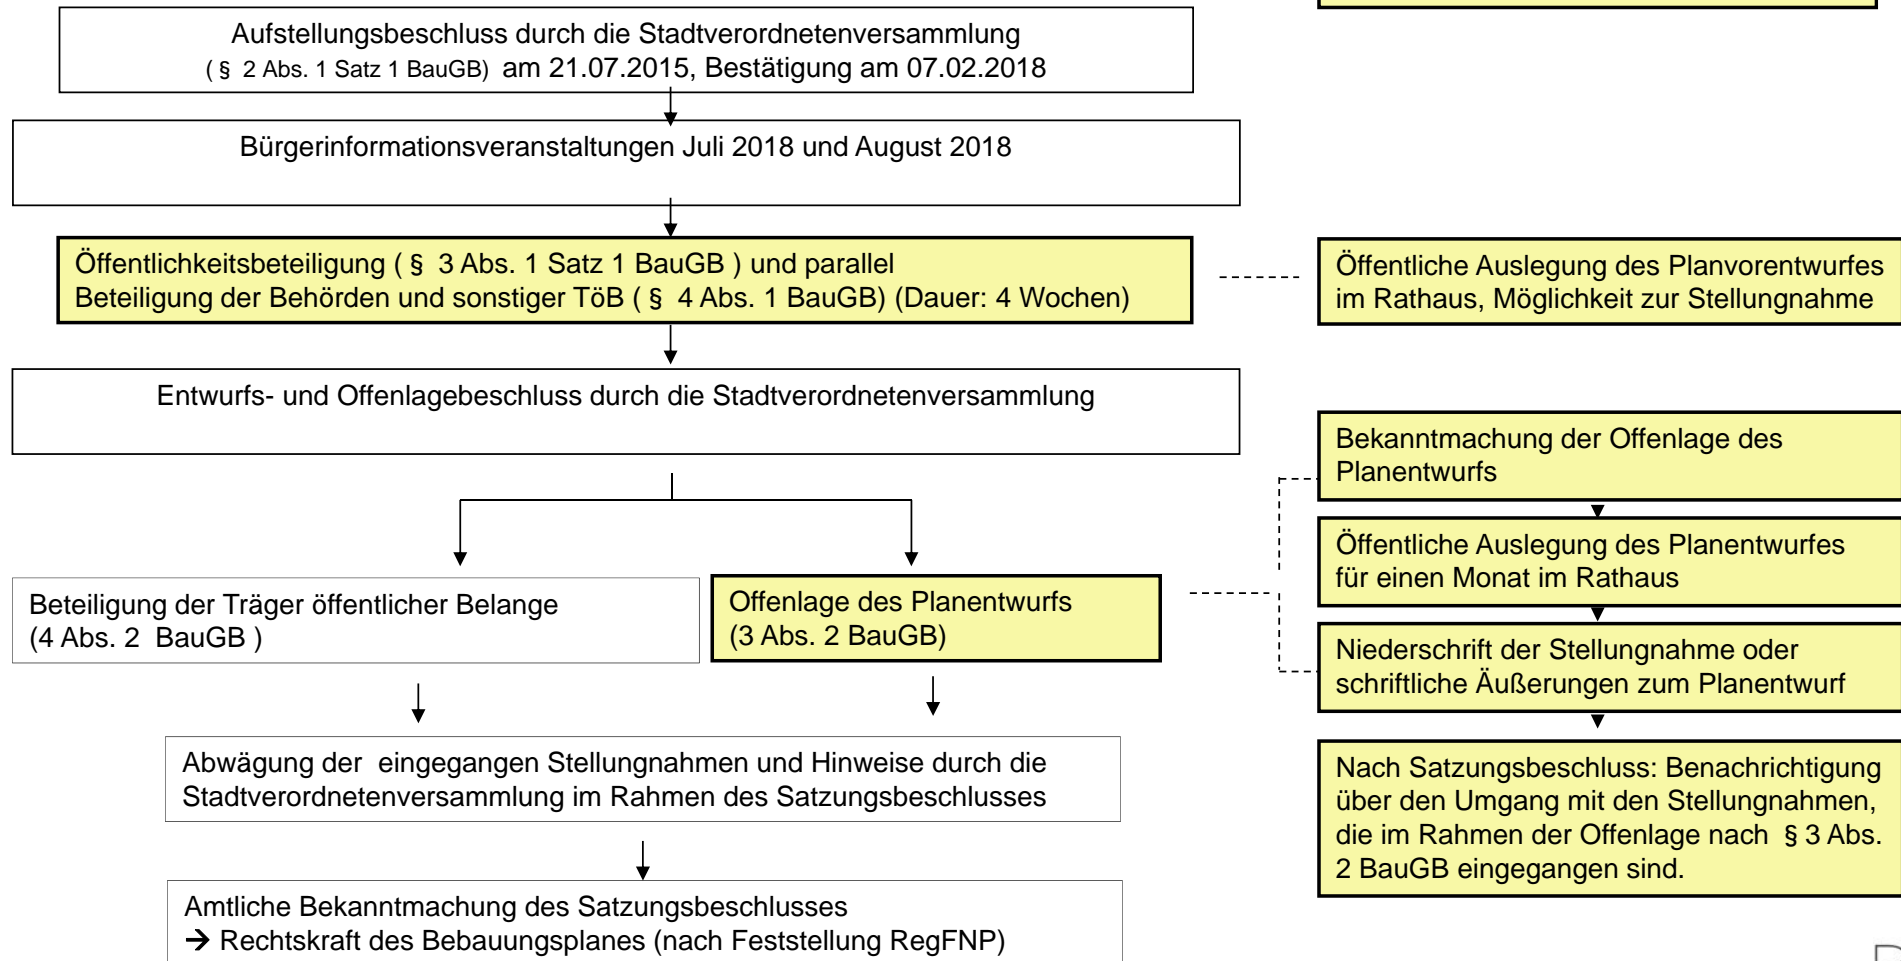 Aufstellungsbeschluss durch die Stadtverordnetenversammlung
( § 2 Abs. 1 Satz 1 BauGB) am 21.07.2015, Bestätigung am 07.02.2018
Bürgerinformationsveranstaltungen Juli 2018 und August 2018
Öffentlichkeitsbeteiligung ( § 3 Abs. 1 Satz 1 BauGB ) und parallel
Beteiligung der Behörden und sonstiger TöB ( § 4 Abs. 1 BauGB) (Dauer: 4 Wochen)
Öffentliche Auslegung des Planvorentwurfes
im Rathaus, Möglichkeit zur Stellungnahme
Entwurfs- und Offenlagebeschluss durch die Stadtverordnetenversammlung
Beteiligung der Träger öffentlicher Belange
(4 Abs. 2 BauGB )
Offenlage des Planentwurfs
(3 Abs. 2 BauGB)
Bekanntmachung der Offenlage des
Planentwurfs
Öffentliche Auslegung des Planentwurfes
für einen Monat im Rathaus
Niederschrift der Stellungnahme oder
schriftliche Äußerungen zum Planentwurf
Nach Satzungsbeschluss: Benachrichtigung
über den Umgang mit den Stellungnahmen,
die im Rahmen der Offenlage nach § 3 Abs.
2 BauGB eingegangen sind.
Abwägung der eingegangen Stellungnahmen und Hinweise durch die
Stadtverordnetenversammlung im Rahmen des Satzungsbeschlusses
Amtliche Bekanntmachung des Satzungsbeschlusses
→ Rechtskraft des Bebauungsplanes (nach Feststellung RegFNP)